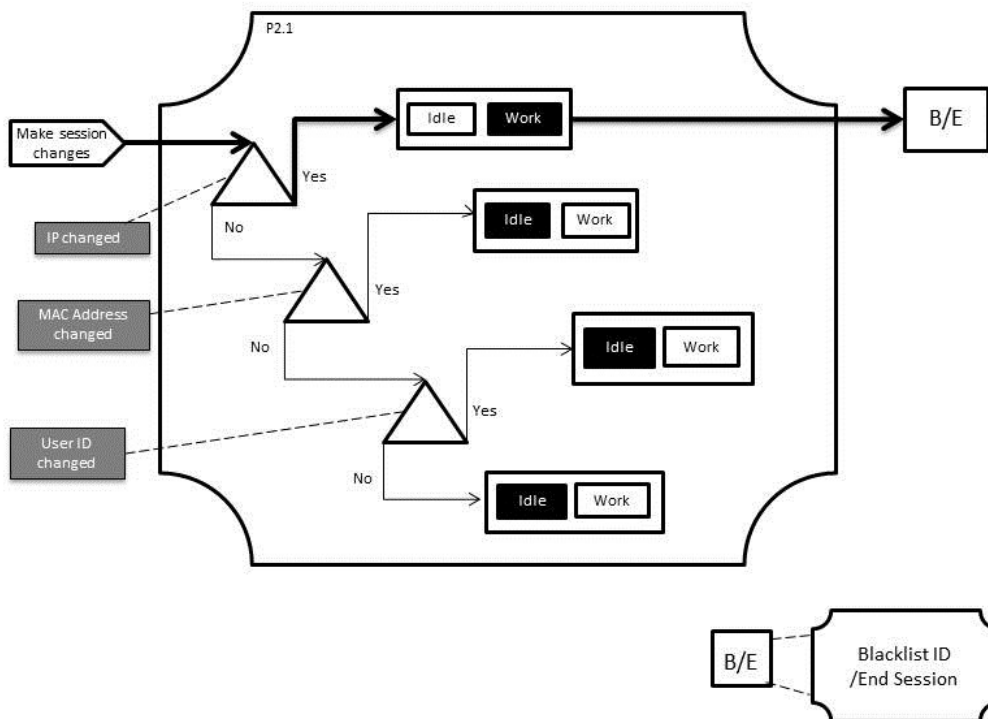 P2.1
Idle
Work
B/E
Make session
changes
Yes
IP changed
No
Idle
Work
MAC Address
changed
Yes
No
Idle
Work
User ID
changed
Yes
No
Idle
Work
B/E
Blacklist ID
/End Session